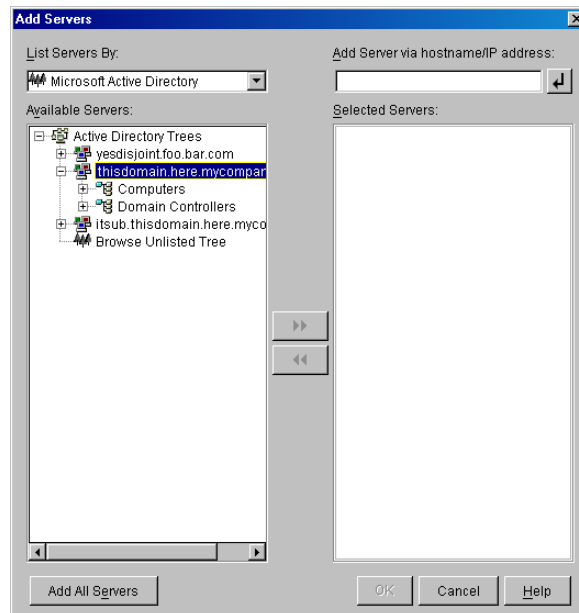 Add Servers
List Servers By:
Add Server via hostname/IP address:
Microsoft Active Directory
Available Servers:
Selected Servers:
Active Directory Trees
yesdisjoint.foo.bar.com
thisdomain.here.mycompar
Computers
Domain Controllers
itsub.thisdomain.here.myco
Browse Unlisted Tree
Add All Servers
OK
Cancel
Help